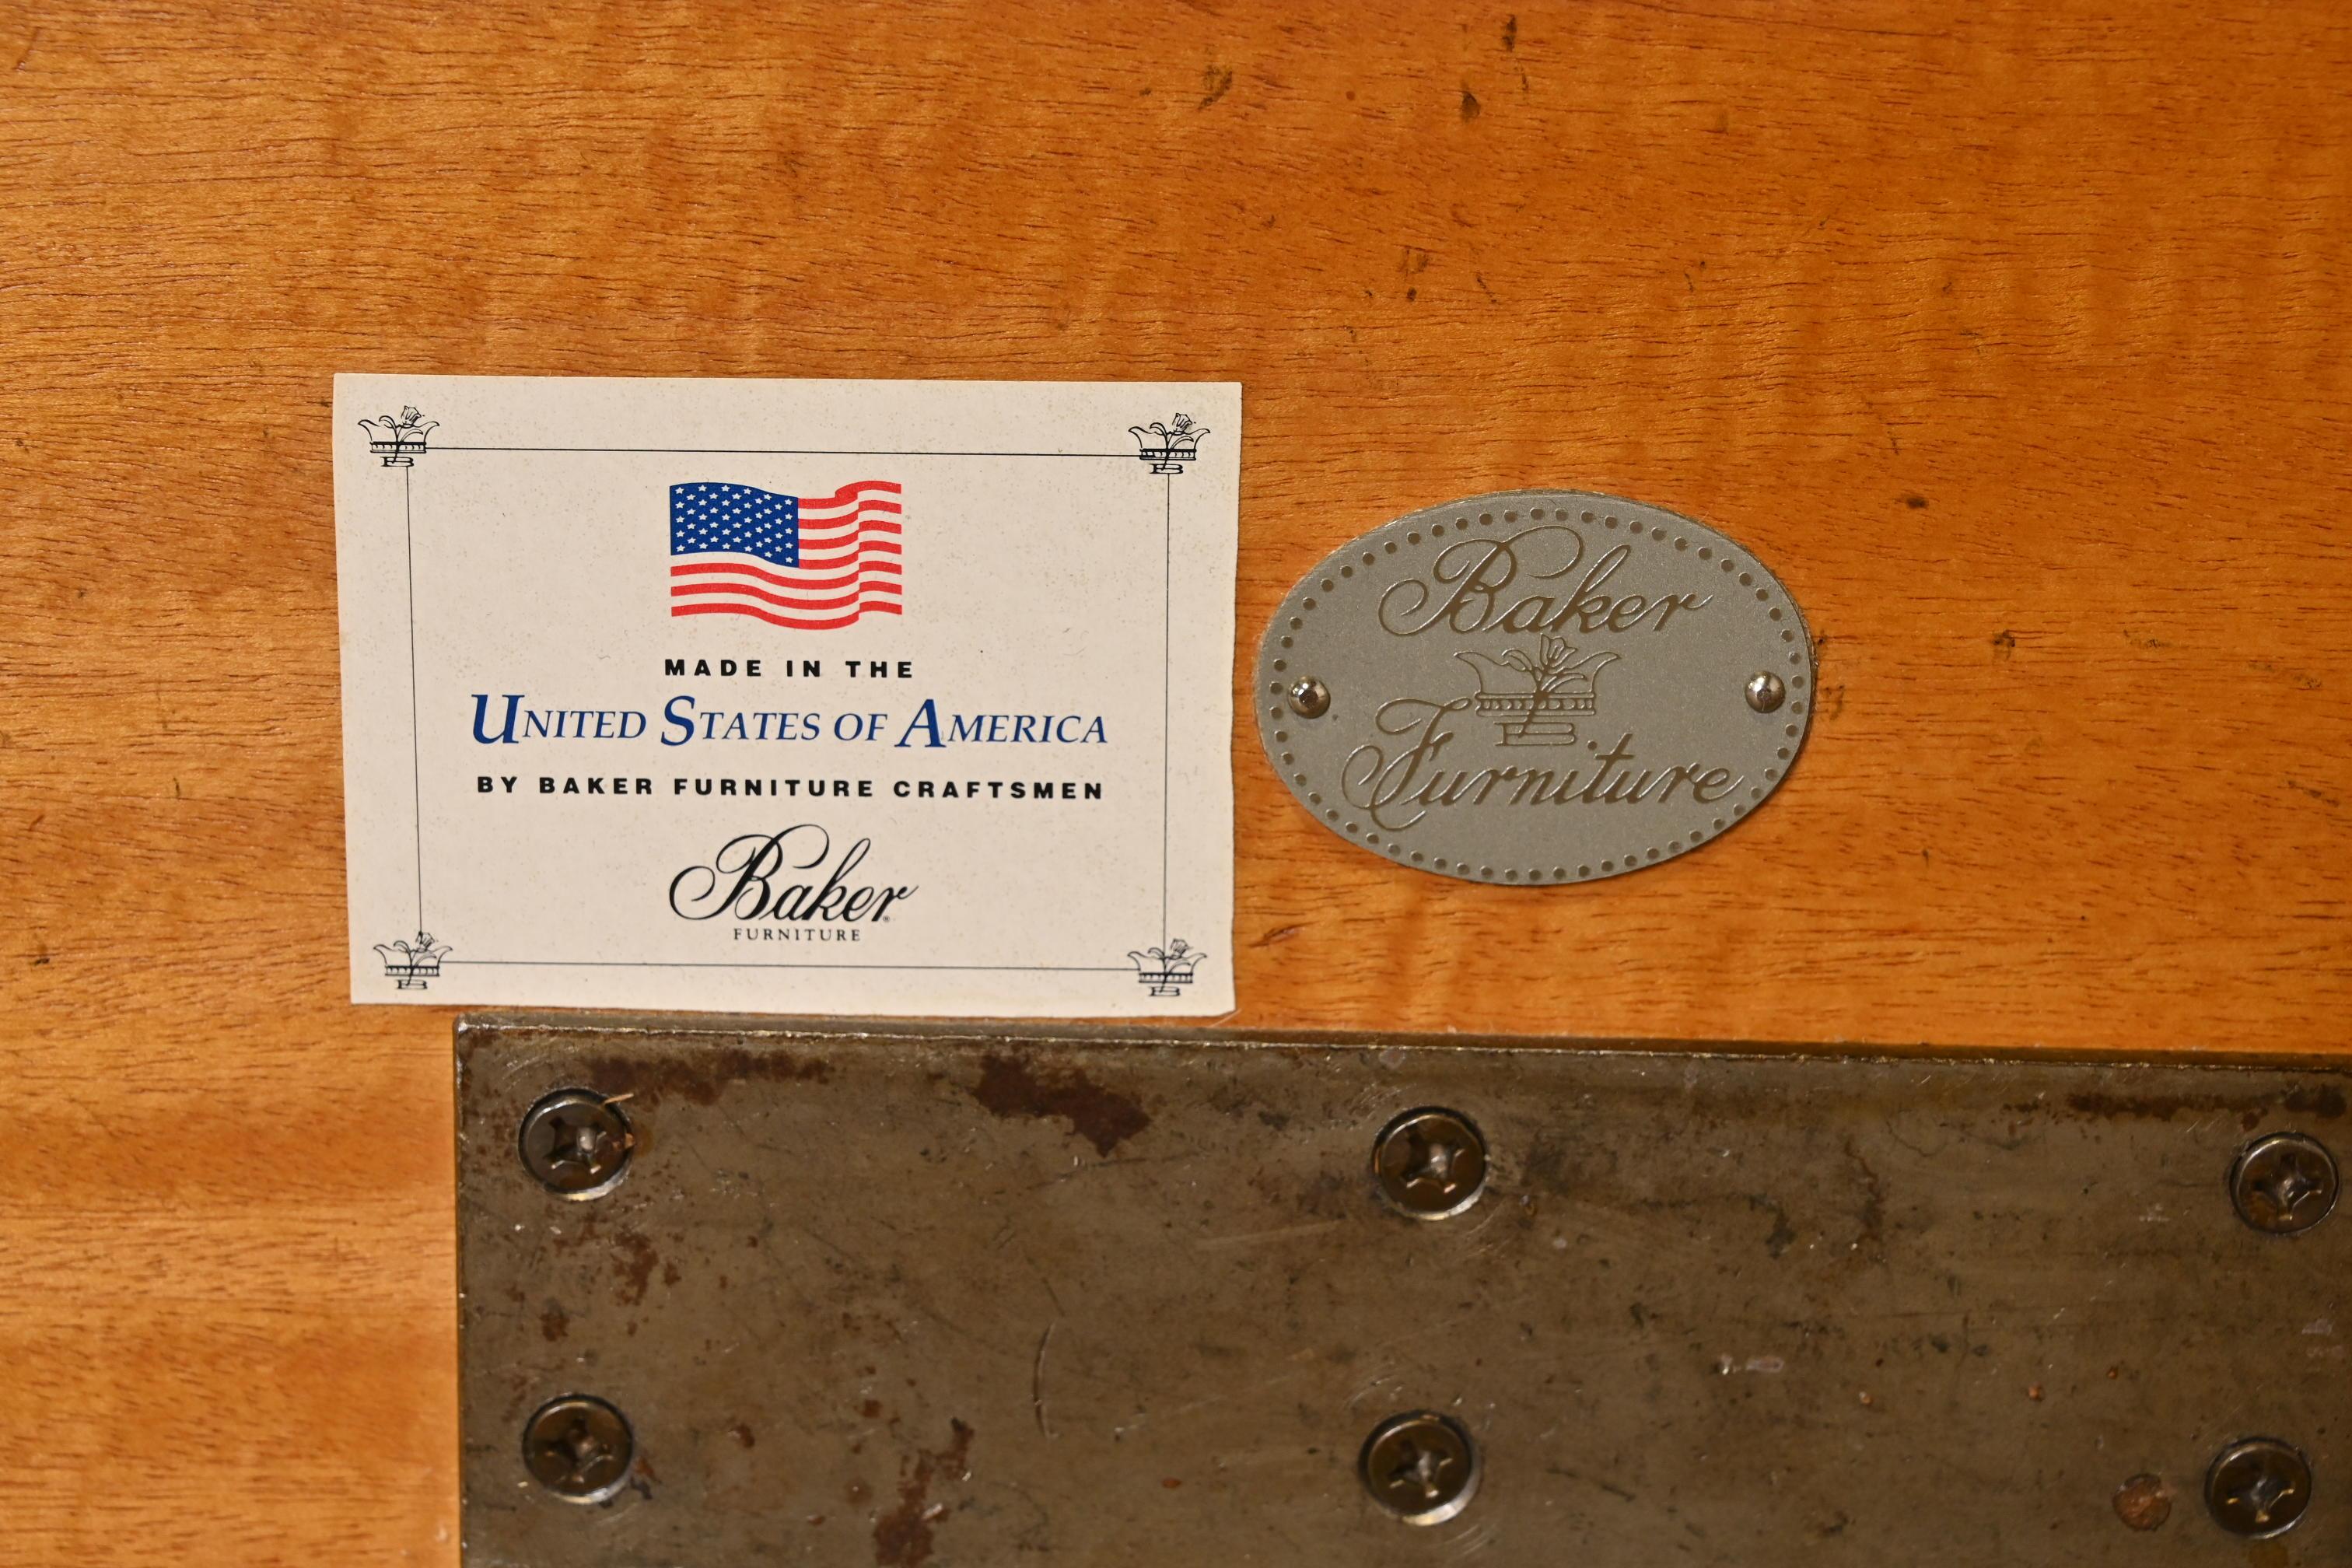 MADE IN THE
UNITED STATES OF AMERICA
BY BAKER FURNITURE CRAFTSMEN
Baker®
FURNITURE
Baker
Furniture